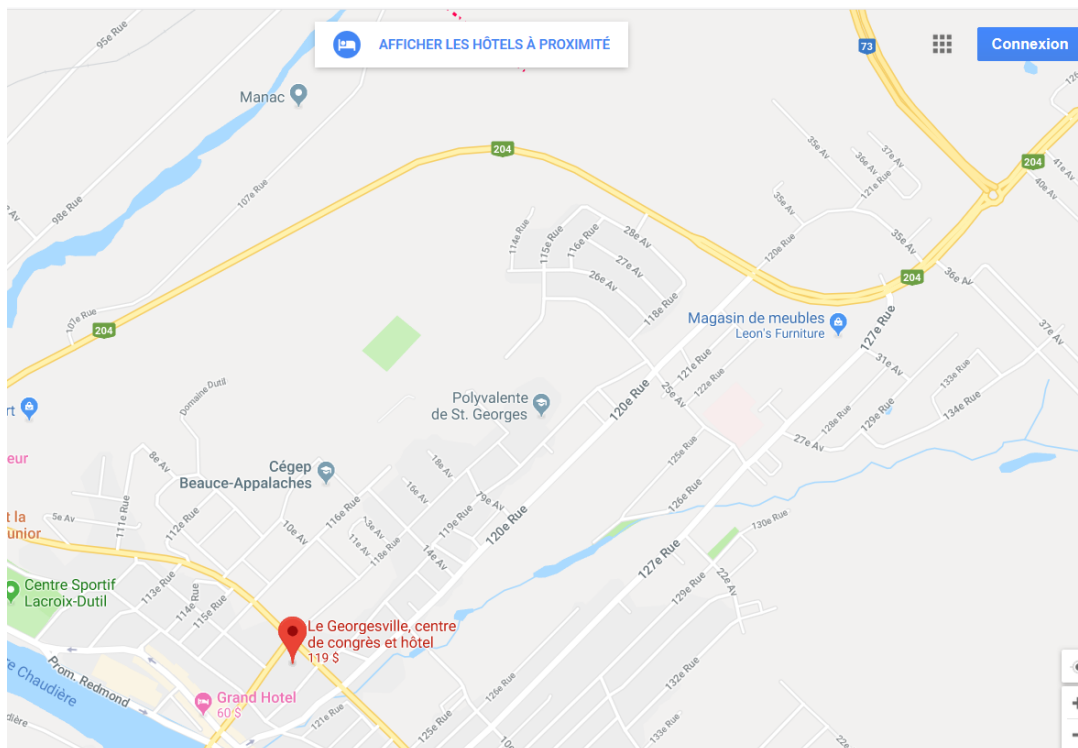 95e Rue
AFFICHER LES HÔTELS À PROXIMITÉ
73
Connexion
Manac
126e
204
35e Av
36e Av
37e Av
121e Rue
204
41e Av
40e Av
98e Rue
107e Rue
35e Av
114e Rue
115e Rue
116e Rue
28e Av
27e Av
26e Av
120e Rue
35e Av
36e Av
204
118e Rue
107e Rue
204
Magasin de meubles
Leon's Furniture
127e Rue
37e Av
121e Rue
122e Rue
31e Av
133e Rue
134e Rue
Domaine Dutil
Polyvalente
de St. Georges
120e Rue
25e Av
128e Rue
129e Rue
27e Av
125e Rue
8e Av
Cégep
Beauce-Appalaches
18e Av
16e Av
79e Av
126e Rue
eur
t la
unior
5e Av
111e Rue
112e Rue
10e Av
116e Rue
13e Av
11e Av
118e Rue
119e Rue
14e Av
120e Rue
130e Rue
127e Rue
22e Av
129e Rue
Centre Sportif
Lacroix-Dutil
113e Rue
114e Rue
115e Rue
Le Georgesville, centre
de congrès et hôtel
119 $
Prom. Redmond
Chaudière
Grand Hotel
60 $
121e Rue
125e Rue
126e Rue
132e Rue
133e Rue
22e
10e